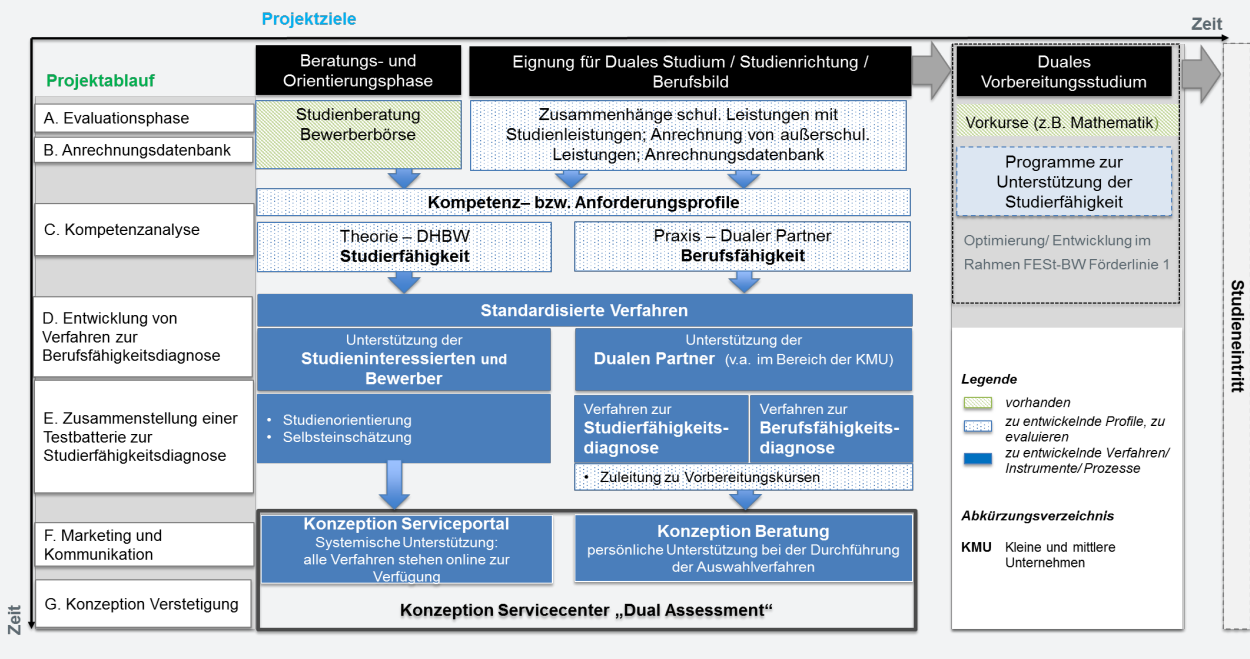 Projektziele
Zeit
Projektablauf
Beratungs- und
Orientierungsphase
Eignung für Duales Studium / Studienrichtung /
Berufsbild
Duales
Vorbereitungsstudium
A. Evaluationsphase
B. Anrechnungsdatenbank
Studienberatung
Bewerberbörse
Zusammenhänge schul. Leistungen mit
Studienleistungen; Anrechnung von außerschul.
Leistungen; Anrechnungsdatenbank
Vorkurse (z.B. Mathematik)
Programme zur
Unterstützung der
Studierfähigkeit
Optimierung/ Entwicklung im
Rahmen FESt-BW Förderlinie 1
Kompetenz– bzw. Anforderungsprofile
C. Kompetenzanalyse
Theorie – DHBW
Studierfähigkeit
Praxis – Dualer Partner
Berufsfähigkeit
D. Entwicklung von
Verfahren zur
Berufsfähigkeitsdiagnose
Standardisierte Verfahren
Unterstützung der
Studieninteressierten und
Bewerber
Unterstützung der
Dualen Partner (v.a. im Bereich der KMU)
E. Zusammenstellung einer
Testbatterie zur
Studierfähigkeitsdiagnose
• Studienorientierung
• Selbsteinschätzung
Verfahren zur
Studierfähigkeits-
diagnose
Verfahren zur
Berufsfähigkeits-
diagnose
• Zuleitung zu Vorbereitungskursen
F. Marketing und
Kommunikation
Konzeption Serviceportal
Systemische Unterstützung:
alle Verfahren stehen online zur
Verfügung
Konzeption Beratung
persönliche Unterstützung bei der Durchführung
der Auswahlverfahren
G. Konzeption Verstetigung
Konzeption Servicecenter „Dual Assessment“
Zeit
Legende
vorhanden
zu entwickelnde Profile, zu
evaluieren
zu entwickelnde Verfahren/
Instrumente/ Prozesse
Abkürzungsverzeichnis
KMU Kleine und mittlere
Unternehmen
Studieneintritt